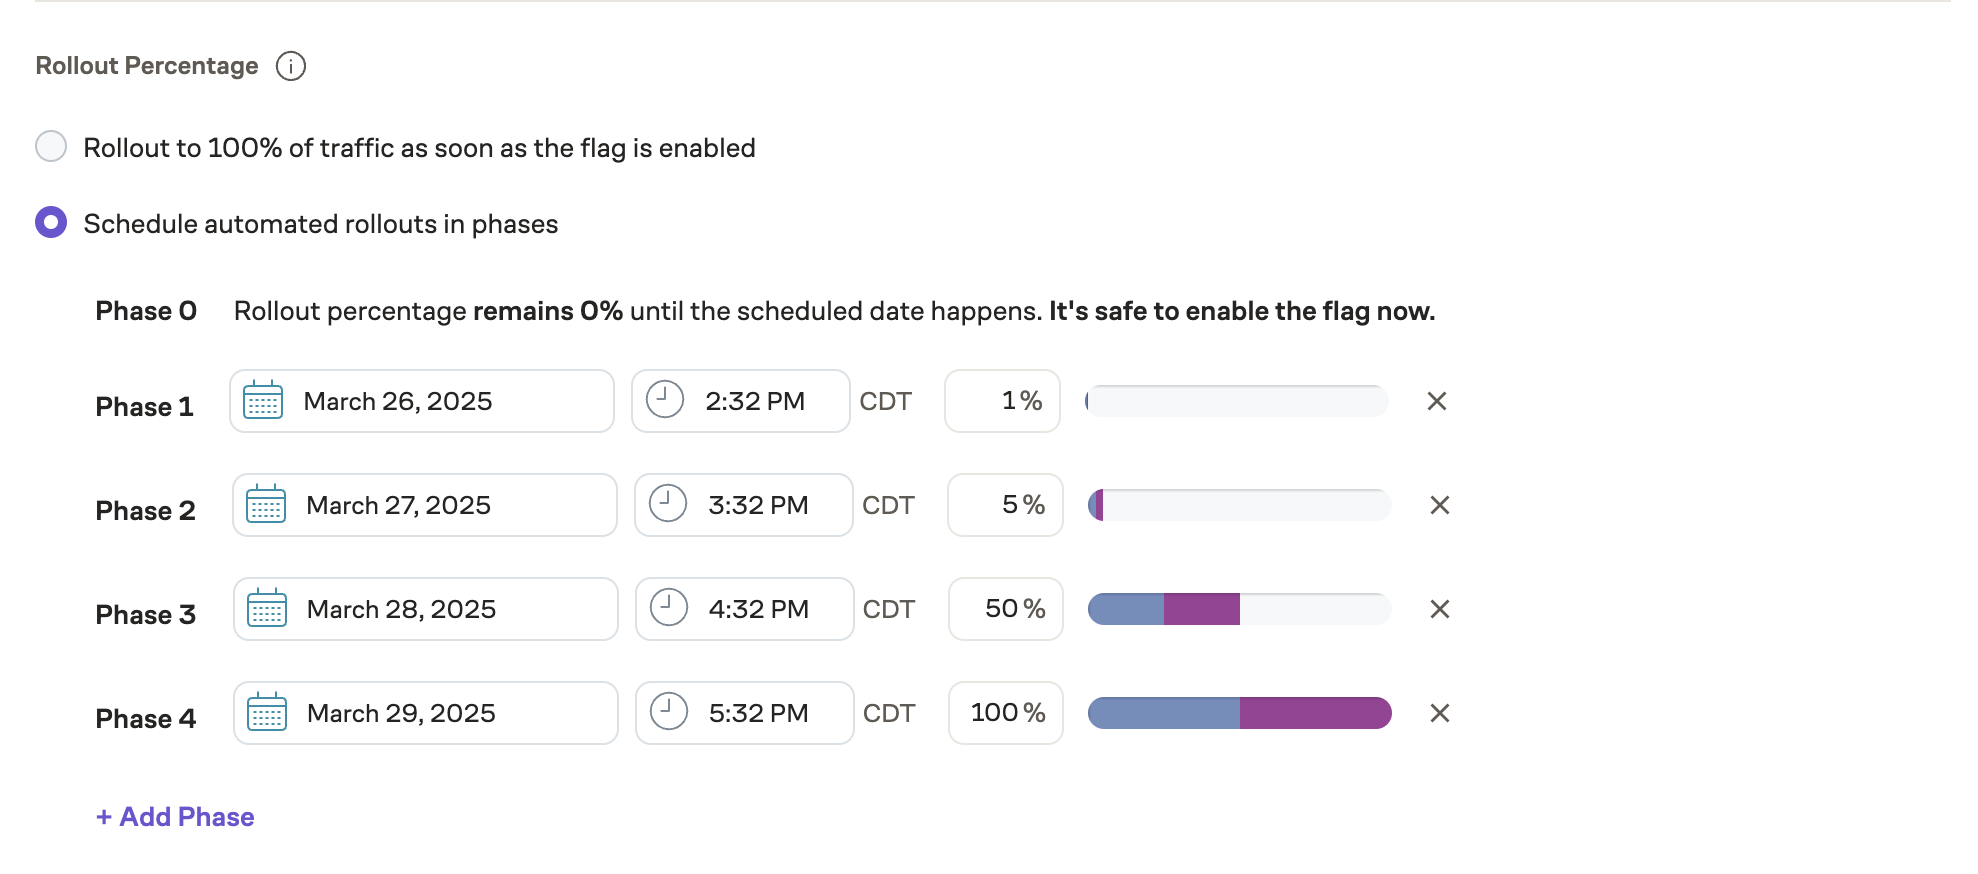 Rollout Percentage
Rollout to 100% of traffic as soon as the flag is enabled
Schedule automated rollouts in phases
Phase 0 Rollout percentage remains 0% until the scheduled date happens. It's safe to enable the flag now.
Phase 1 March 26, 2025 2:32 PM CDT 1%
Phase 2 March 27, 2025 3:32 PM CDT 5%
Phase 3 March 28, 2025 4:32 PM CDT 50%
Phase 4 March 29, 2025 5:32 PM CDT 100%
+ Add Phase